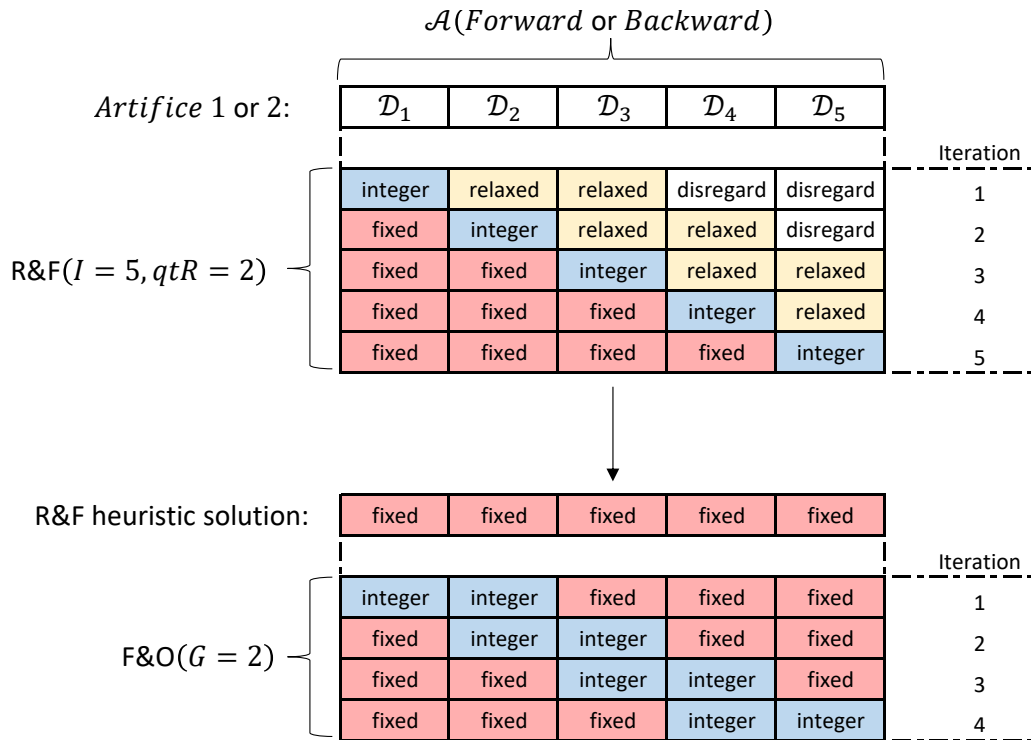 𝒜(Forward or Backward)
Artifice 1 or 2: 𝒟₁ 𝒟₂ 𝒟₃ 𝒟₄ 𝒟₅
Iteration
integer relaxed relaxed disregard disregard 1
fixed integer relaxed relaxed disregard 2
R&F(I = 5, qtR = 2)
fixed fixed integer relaxed relaxed 3
fixed fixed fixed integer relaxed 4
fixed fixed fixed fixed integer 5
R&F heuristic solution: fixed fixed fixed fixed fixed
Iteration
integer integer fixed fixed fixed 1
fixed integer integer fixed fixed 2
F&O(G = 2)
fixed fixed integer integer fixed 3
fixed fixed fixed integer integer 4